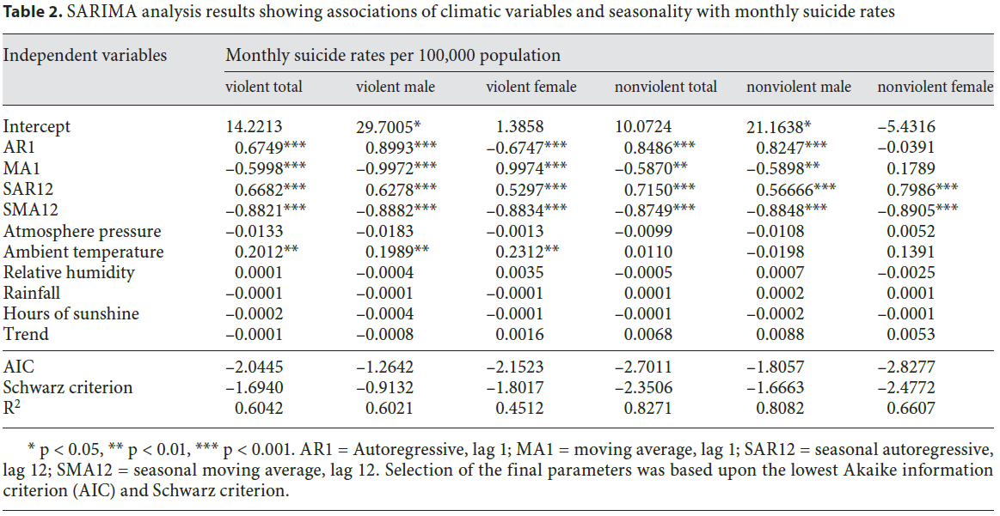 Table 2. SARIMA analysis results showing associations of climatic variables and seasonality with monthly suicide rates
Independent variables Monthly suicide rates per 100,000 population
violent total violent male violent female nonviolent total nonviolent male nonviolent female
Intercept 14.2213 29.7005* 1.3858 10.0724 21.1638* –5.4316
AR1 0.6749*** 0.8993*** –0.6747*** 0.8486*** 0.8247*** –0.0391
MA1 –0.5998*** –0.9972*** 0.9974*** –0.5870** –0.5898** 0.1789
SAR12 0.6682*** 0.6278*** 0.5297*** 0.7150*** 0.56666*** 0.7986***
SMA12 –0.8821*** –0.8882*** –0.8834*** –0.8749*** –0.8848*** –0.8905***
Atmosphere pressure –0.0133 –0.0183 –0.0013 –0.0099 –0.0108 0.0052
Ambient temperature 0.2012** 0.1989** 0.2312** 0.0110 –0.0198 0.1391
Relative humidity 0.0001 –0.0004 0.0035 –0.0005 0.0007 –0.0025
Rainfall –0.0001 –0.0001 –0.0001 0.0001 0.0002 0.0001
Hours of sunshine –0.0002 –0.0004 –0.0001 –0.0001 –0.0002 –0.0001
Trend –0.0001 –0.0008 0.0016 0.0068 0.0088 0.0053
AIC –2.0445 –1.2642 –2.1523 –2.7011 –1.8057 –2.8277
Schwarz criterion –1.6940 –0.9132 –1.8017 –2.3506 –1.6663 –2.4772
R² 0.6042 0.6021 0.4512 0.8271 0.8082 0.6607
* p < 0.05, ** p < 0.01, *** p < 0.001. AR1 = Autoregressive, lag 1; MA1 = moving average, lag 1; SAR12 = seasonal autoregressive,
lag 12; SMA12 = seasonal moving average, lag 12. Selection of the final parameters was based upon the lowest Akaike information
criterion (AIC) and Schwarz criterion.